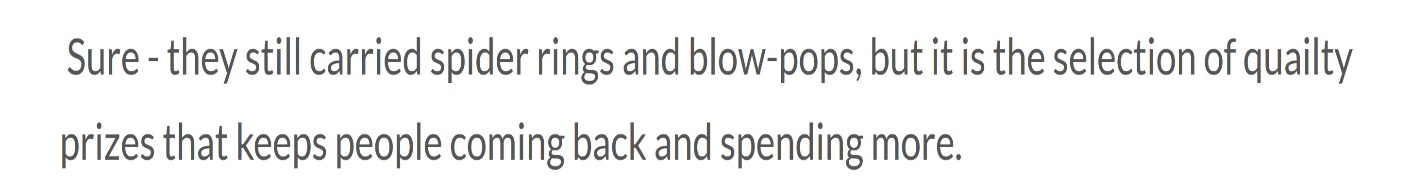 Sure - they still carried spider rings and blow-pops, but it is the selection of quailty
prizes that keeps people coming back and spending more.